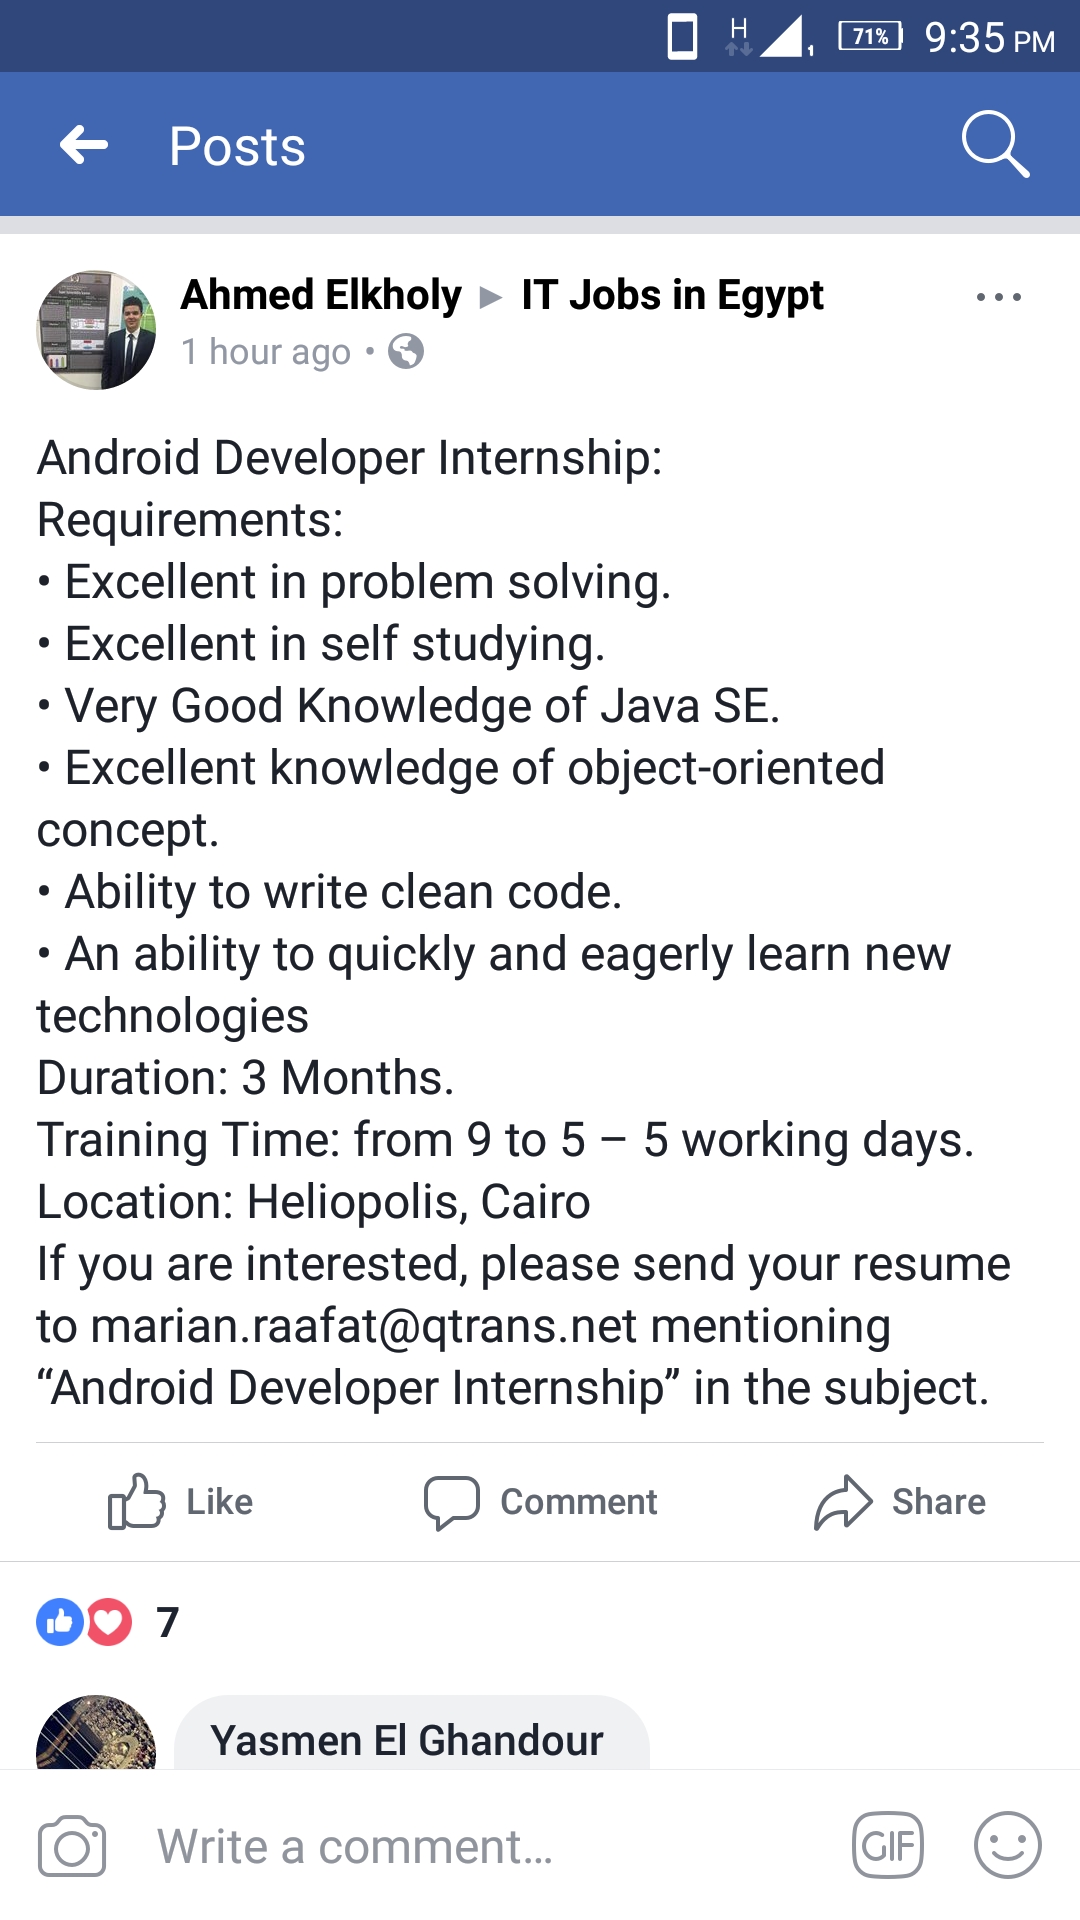 H 1 71% 9:35 PM
Posts
Ahmed Elkholy ▶ IT Jobs in Egypt
1 hour ago •
Android Developer Internship:
Requirements:
• Excellent in problem solving.
• Excellent in self studying.
• Very Good Knowledge of Java SE.
• Excellent knowledge of object-oriented
concept.
• Ability to write clean code.
• An ability to quickly and eagerly learn new
technologies
Duration: 3 Months.
Training Time: from 9 to 5 – 5 working days.
Location: Heliopolis, Cairo
If you are interested, please send your resume
to marian.raafat@qtrans.net mentioning
“Android Developer Internship” in the subject.
Like Comment Share
7
Yasmen El Ghandour
Write a comment... GIF